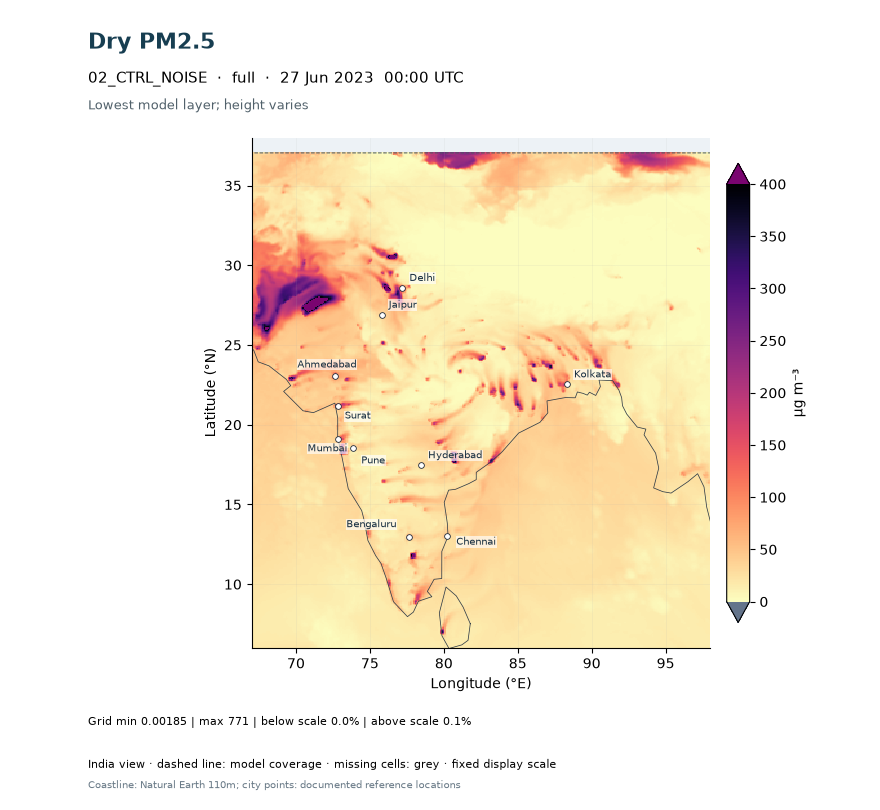 Dry PM2.5
02_CTRL_NOISE · full · 27 Jun 2023 00:00 UTC
Lowest model layer; height varies
35
30
25
20
15
10
Latitude (°N)
70
75
80
85
90
95
Longitude (°E)
Delhi
Jaipur
Ahmedabad
Kolkata
Surat
Mumbai
Pune
Hyderabad
Bengaluru
Chennai
400
350
300
250
200
150
100
50
0
µg m⁻³
Grid min 0.00185 | max 771 | below scale 0.0% | above scale 0.1%
India view · dashed line: model coverage · missing cells: grey · fixed display scale
Coastline: Natural Earth 110m; city points: documented reference locations